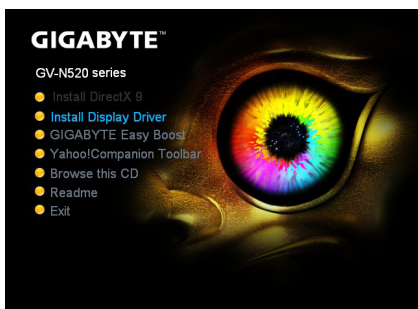 GIGABYTE™
GV-N520 series
Install DirectX 9
Install Display Driver
GIGABYTE Easy Boost
Yahoo!Companion Toolbar
Browse this CD
Readme
Exit